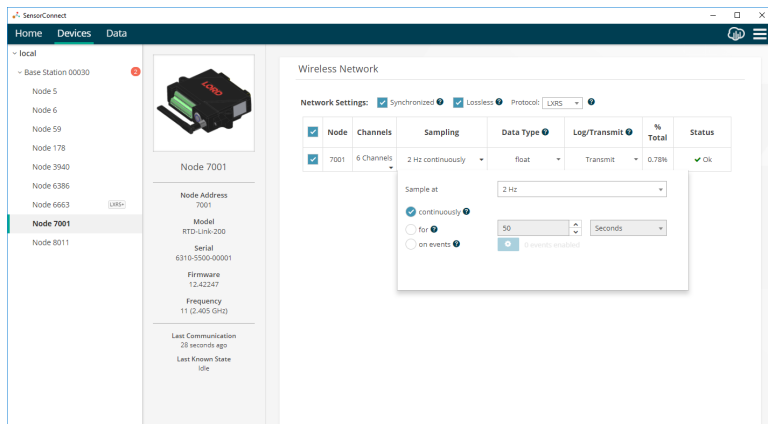 SensorConnect
Home Devices Data
local
Base Station 00030 2
Node 5
Node 6
Node 59
Node 178
Node 3940
Node 6386
Node 6663 LXRS+
Node 7001
Node 8011
LORD
Node 7001
Node Address
7001
Model
RTD-Link-200
Serial
6310-5500-00001
Firmware
12.42247
Frequency
11 (2.405 GHz)
Last Communication
28 seconds ago
Last Known State
Idle
Wireless Network
Network Settings: Synchronized ? Lossless ? Protocol: LXRS ?
Node Channels Sampling Data Type ? Log/Transmit ? % Total Status
7001 6 Channels 2 Hz continuously float Transmit 0.78% Ok
Sample at 2 Hz
continuously ?
for ? 50 Seconds
on events ? 0 events enabled